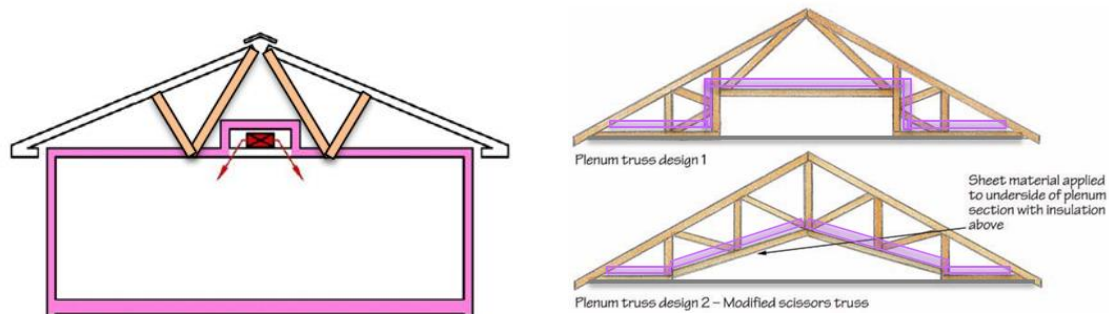 Plenum truss design 1
Sheet material applied
to underside of plenum
section with insulation
above
Plenum truss design 2 – Modified scissors truss